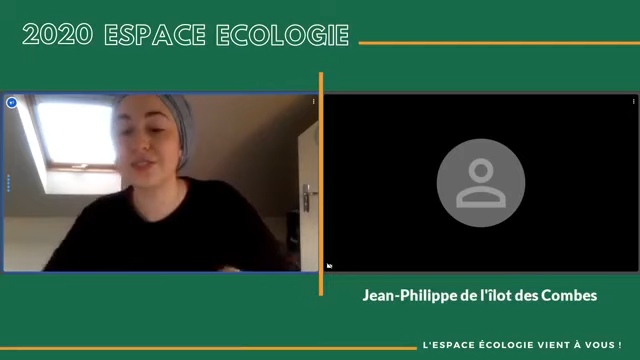 2020 ESPACE ECOLOGIE
Jean-Philippe de l'îlot des Combes
L'ESPACE ÉCOLOGIE VIENT À VOUS !